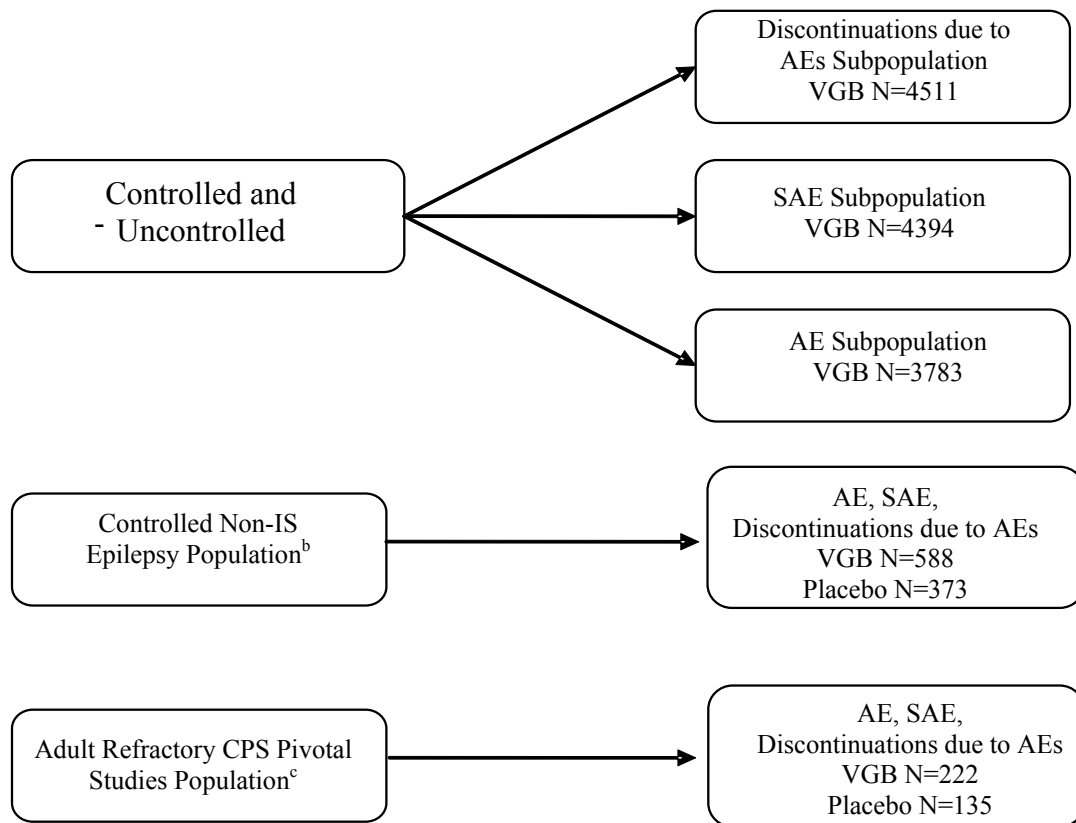 Discontinuations due to
AEs Subpopulation
VGB N=4511
Controlled and
- Uncontrolled
SAE Subpopulation
VGB N=4394
AE Subpopulation
VGB N=3783
Controlled Non-IS
Epilepsy Population^b
AE, SAE,
Discontinuations due to AEs
VGB N=588
Placebo N=373
Adult Refractory CPS Pivotal
Studies Population^c
AE, SAE,
Discontinuations due to AEs
VGB N=222
Placebo N=135